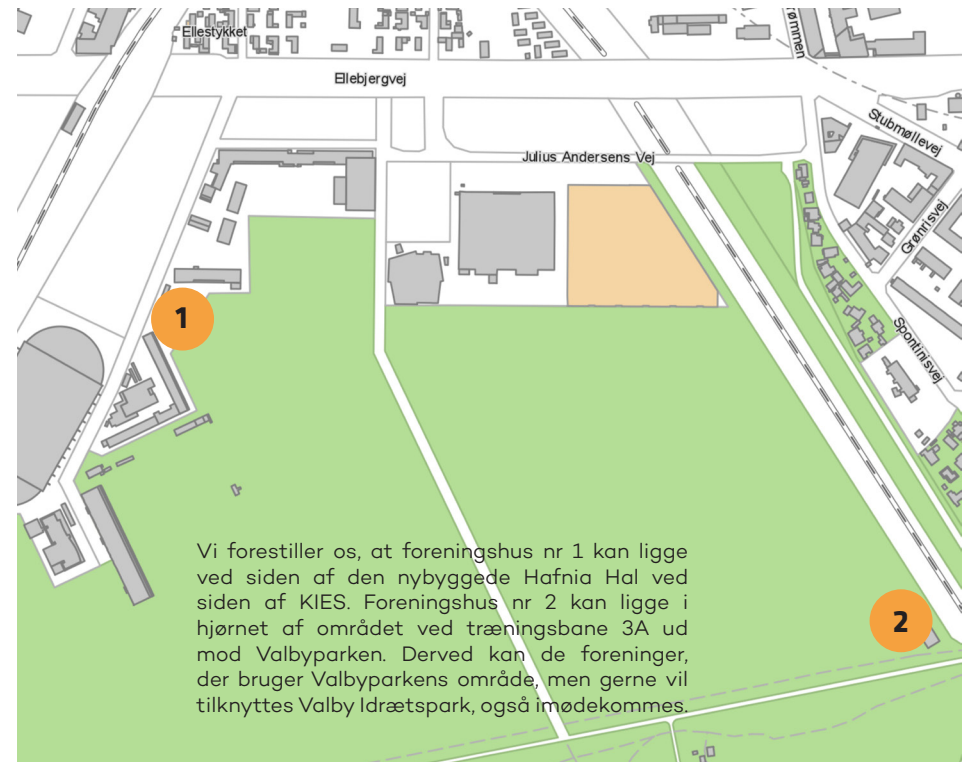 Ellestykket
rømmen
Ellebjergvej
Stubmøllevej
Julius Andersens Vej
Grønrisvej
1
Spontinisvej
Vi forestiller os, at foreningshus nr 1 kan ligge
ved siden af den nybyggede Hafnia Hal ved
siden af KIES. Foreningshus nr 2 kan ligge i
hjørnet af området ved træningsbane 3A ud
mod Valbyparken. Derved kan de foreninger,
der bruger Valbyparkens område, men gerne vil
tilknyttes Valby Idrætspark, også imødekommes.
2